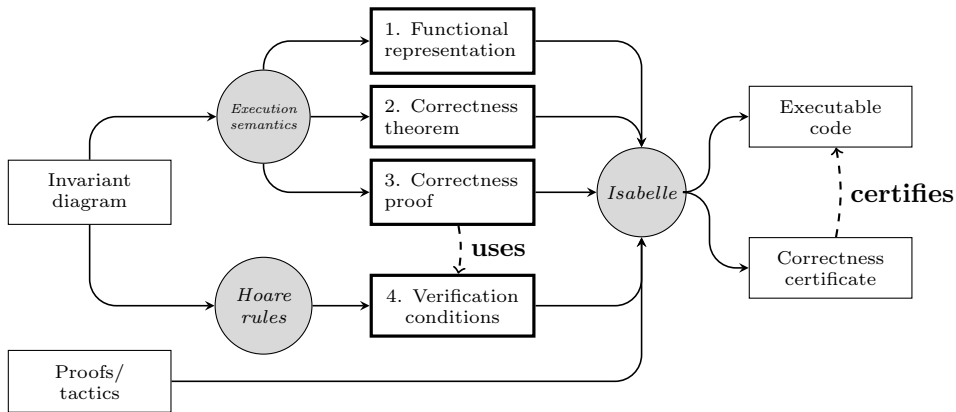 1. Functional
representation
Execution
semantics
2. Correctness
theorem
Executable
code
Invariant
diagram
3. Correctness
proof
Isabelle
certifies
uses
Correctness
certificate
Hoare
rules
4. Verification
conditions
Proofs/
tactics